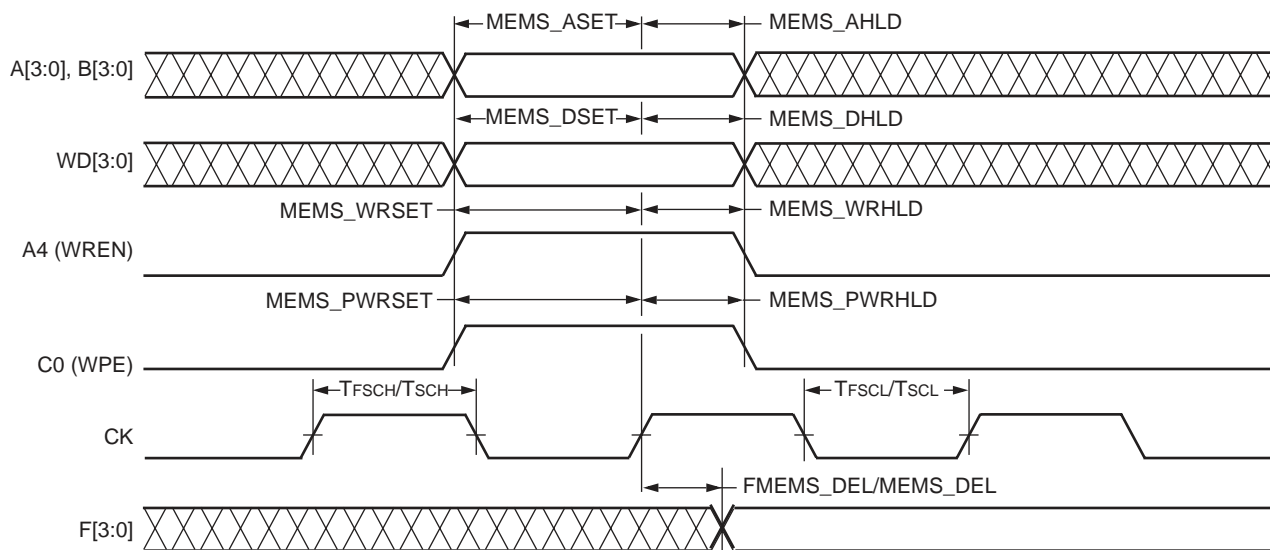 MEMS_ASET MEMS_AHLD
A[3:0], B[3:0]
MEMS_DSET MEMS_DHLD
WD[3:0]
MEMS_WRSET MEMS_WRHLD
A4 (WREN)
MEMS_PWRSET MEMS_PWRHLD
C0 (WPE)
TFSCH/TSCH TFSCL/TSCL
CK
FMEMS_DEL/MEMS_DEL
F[3:0]